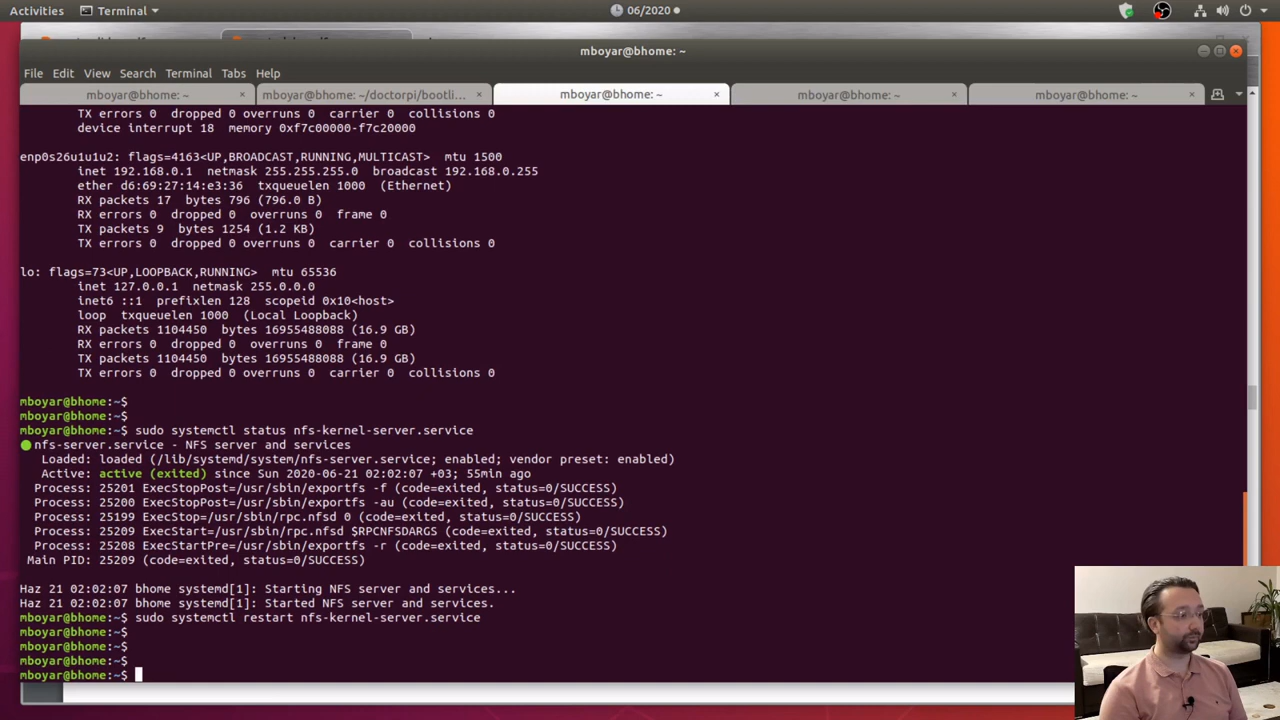 Activities
Terminal
06/2020
mboyar@bhome: ~
File Edit View Search Terminal Tabs Help
mboyar@bhome: ~
mboyar@bhome: ~/doctorpi/bootli...
mboyar@bhome: ~
mboyar@bhome: ~
mboyar@bhome: ~
TX errors 0 dropped 0 overruns 0 carrier 0 collisions 0
device interrupt 18 memory 0xf7c00000-f7c20000
enp0s26u1u1u2: flags=4163<UP,BROADCAST,RUNNING,MULTICAST> mtu 1500
inet 192.168.0.1 netmask 255.255.255.0 broadcast 192.168.0.255
ether d6:69:27:14:e3:36 txqueuelen 1000 (Ethernet)
RX packets 17 bytes 796 (796.0 B)
RX errors 0 dropped 0 overruns 0 frame 0
TX packets 9 bytes 1254 (1.2 KB)
TX errors 0 dropped 0 overruns 0 carrier 0 collisions 0
lo: flags=73<UP,LOOPBACK,RUNNING> mtu 65536
inet 127.0.0.1 netmask 255.0.0.0
inet6 ::1 prefixlen 128 scopeid 0x10<host>
loop txqueuelen 1000 (Local Loopback)
RX packets 1104450 bytes 16955488088 (16.9 GB)
RX errors 0 dropped 0 overruns 0 frame 0
TX packets 1104450 bytes 16955488088 (16.9 GB)
TX errors 0 dropped 0 overruns 0 carrier 0 collisions 0
mboyar@bhome:~$
mboyar@bhome:~$
mboyar@bhome:~$ sudo systemctl status nfs-kernel-server.service
● nfs-server.service - NFS server and services
Loaded: loaded (/lib/systemd/system/nfs-server.service; enabled; vendor preset: enabled)
Active: active (exited) since Sun 2020-06-21 02:02:07 +03; 55min ago
Process: 25201 ExecStopPost=/usr/sbin/exportfs -f (code=exited, status=0/SUCCESS)
Process: 25200 ExecStopPost=/usr/sbin/exportfs -au (code=exited, status=0/SUCCESS)
Process: 25199 ExecStop=/usr/sbin/rpc.nfsd 0 (code=exited, status=0/SUCCESS)
Process: 25209 ExecStart=/usr/sbin/rpc.nfsd $RPCNFSDARGS (code=exited, status=0/SUCCESS)
Process: 25208 ExecStartPre=/usr/sbin/exportfs -r (code=exited, status=0/SUCCESS)
Main PID: 25209 (code=exited, status=0/SUCCESS)
Haz 21 02:02:07 bhome systemd[1]: Starting NFS server and services...
Haz 21 02:02:07 bhome systemd[1]: Started NFS server and services.
mboyar@bhome:~$ sudo systemctl restart nfs-kernel-server.service
mboyar@bhome:~$
mboyar@bhome:~$
mboyar@bhome:~$
mboyar@bhome:~$